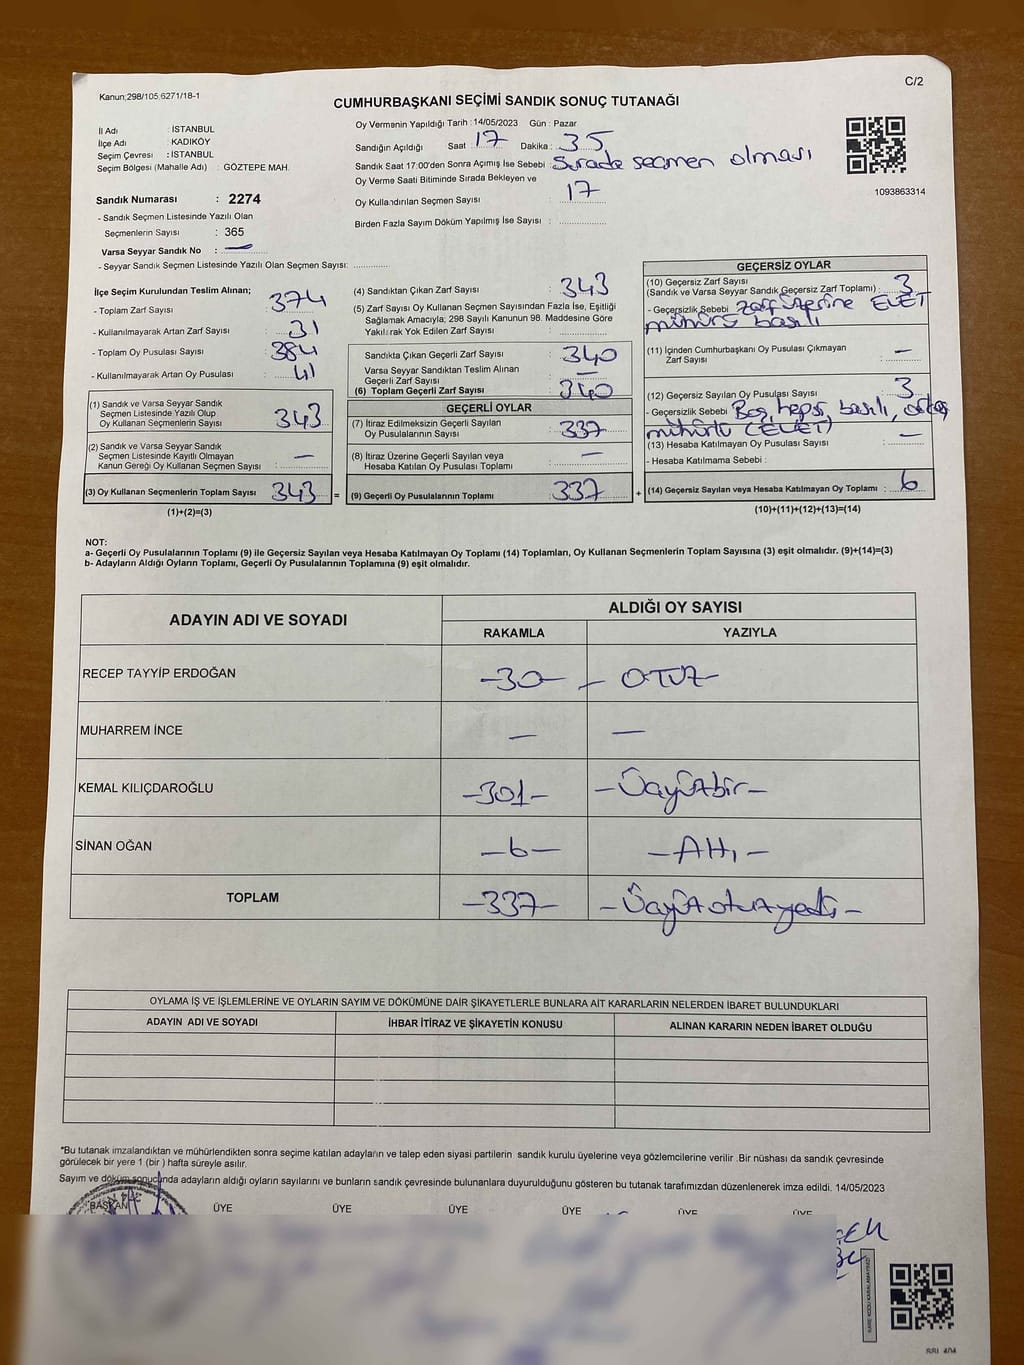 C/2
Kanun;298/105;6271/18-1
CUMHURBAŞKANI SEÇİMİ SANDIK SONUÇ TUTANAĞI
İl Adı : İSTANBUL
İlçe Adı : KADIKÖY
Seçim Çevresi : İSTANBUL
Seçim Bölgesi (Mahalle Adı) : GÖZTEPE MAH.
Sandık Numarası : 2274
- Sandık Seçmen Listesinde Yazılı Olan
Seçmenlerin Sayısı : 365
Varsa Seyyar Sandık No : —
- Seyyar Sandık Seçmen Listesinde Yazılı Olan Seçmen Sayısı: ............
Oy Vermenin Yapıldığı Tarih : 14/05/2023 Gün : Pazar
Sandığın Açıldığı Saat : 17 Dakika : 35
Sandık Saat 17:00'den Sonra Açımış İse Sebebi : Sırada seçmen olması
Oy Verme Saati Bitiminde Sırada Bekleyen ve
Oy Kullandırılan Seçmen Sayısı : 17
Birden Fazla Sayım Döküm Yapılmış İse Sayısı : ............
1093863314
İlçe Seçim Kurulundan Teslim Alınan;
- Toplam Zarf Sayısı : 374
- Kullanılmayarak Artan Zarf Sayısı : 31
- Toplam Oy Pusulası Sayısı : 384
- Kullanılmayarak Artan Oy Pusulası : 41
(1) Sandık ve Varsa Seyyar Sandık
Seçmen Listesinde Yazılı Olup
Oy Kullanan Seçmenlerin Sayısı : 343
(2) Sandık ve Varsa Seyyar Sandık
Seçmen Listesinde Kayıtlı Olmayan
Kanun Gereği Oy Kullanan Seçmen Sayısı : —
(3) Oy Kullanan Seçmenlerin Toplam Sayısı 343 =
(1)+(2)=(3)
(4) Sandıktan Çıkan Zarf Sayısı : 343
(5) Zarf Sayısı Oy Kullanan Seçmen Sayısından Fazla İse, Eşitliği
Sağlamak Amacıyla; 298 Sayılı Kanunun 98. Maddesine Göre
Yakılırak Yok Edilen Zarf Sayısı : ............
Sandıkta Çıkan Geçerli Zarf Sayısı : 340
Varsa Seyyar Sandıktan Teslim Alınan
Geçerli Zarf Sayısı : —
(6) Toplam Geçerli Zarf Sayısı : 340
GEÇERLİ OYLAR
(7) İtiraz Edilmeksizin Geçerli Sayılan
Oy Pusulalarının Sayısı : 337
(8) İtiraz Üzerine Geçerli Sayılan veya
Hesaba Katılan Oy Pusulası Toplamı : —
(9) Geçerli Oy Pusulalarının Toplamı : 337 +
GEÇERSİZ OYLAR
(10) Geçersiz Zarf Sayısı
(Sandık ve Varsa Seyyar Sandık Geçersiz Zarf Toplamı) : 3
- Geçersizlik Sebebi : zarf üzerine EVET
mührü basılı
(11) İçinden Cumhurbaşkanı Oy Pusulası Çıkmayan
Zarf Sayısı : —
(12) Geçersiz Sayılan Oy Pusulası Sayısı : 3
- Geçersizlik Sebebi : Boş, hepsi basılı,
mühürlü (EVET)
(13) Hesaba Katılmayan Oy Pusulası Sayısı : —
- Hesaba Katılmama Sebebi :
(14) Geçersiz Sayılan veya Hesaba Katılmayan Oy Toplamı : 6
(10)+(11)+(12)+(13)=(14)
NOT:
a- Geçerli Oy Pusulalarının Toplamı (9) ile Geçersiz Sayılan veya Hesaba Katılmayan Oy Toplamı (14) Toplamları, Oy Kullanan Seçmenlerin Toplam Sayısına (3) eşit olmalıdır. (9)+(14)=(3)
b- Adayların Aldığı Oyların Toplamı, Geçerli Oy Pusulalarının Toplamına (9) eşit olmalıdır.
ADAYIN ADI VE SOYADI ALDIĞI OY SAYISI
RAKAMLA YAZIYLA
RECEP TAYYİP ERDOĞAN -30- - OTUZ-
MUHARREM İNCE — —
KEMAL KILIÇDAROĞLU -301- -Üçyüzbir-
SİNAN OĞAN -6- -Altı-
TOPLAM -337- -Üçyüzotuzyedi-
OYLAMA İŞ VE İŞLEMLERİNE VE OYLARIN SAYIM VE DÖKÜMÜNE DAİR ŞİKAYETLERLE BUNLARA AİT KARARLARIN NELERDEN İBARET BULUNDUKLARI
ADAYIN ADI VE SOYADI İHBAR İTİRAZ VE ŞİKAYETİN KONUSU ALINAN KARARIN NEDEN İBARET OLDUĞU
*Bu tutanak imzalandıktan ve mühürlendikten sonra seçime katılan adayların ve talep eden siyasi partilerin sandık kurulu üyelerine veya gözlemcilerine verilir .Bir nüshası da sandık çevresinde
görülecek bir yere 1 (bir ) hafta süreyle asılır.
Sayım ve döküm sonucunda adayların aldığı oyların sayılarını ve bunların sandık çevresinde bulunanlara duyurulduğunu gösteren bu tutanak tarafımızdan düzenlenerek imza edildi. 14/05/2023
BAŞKAN ÜYE ÜYE ÜYE ÜYE ÜYE ÜYE